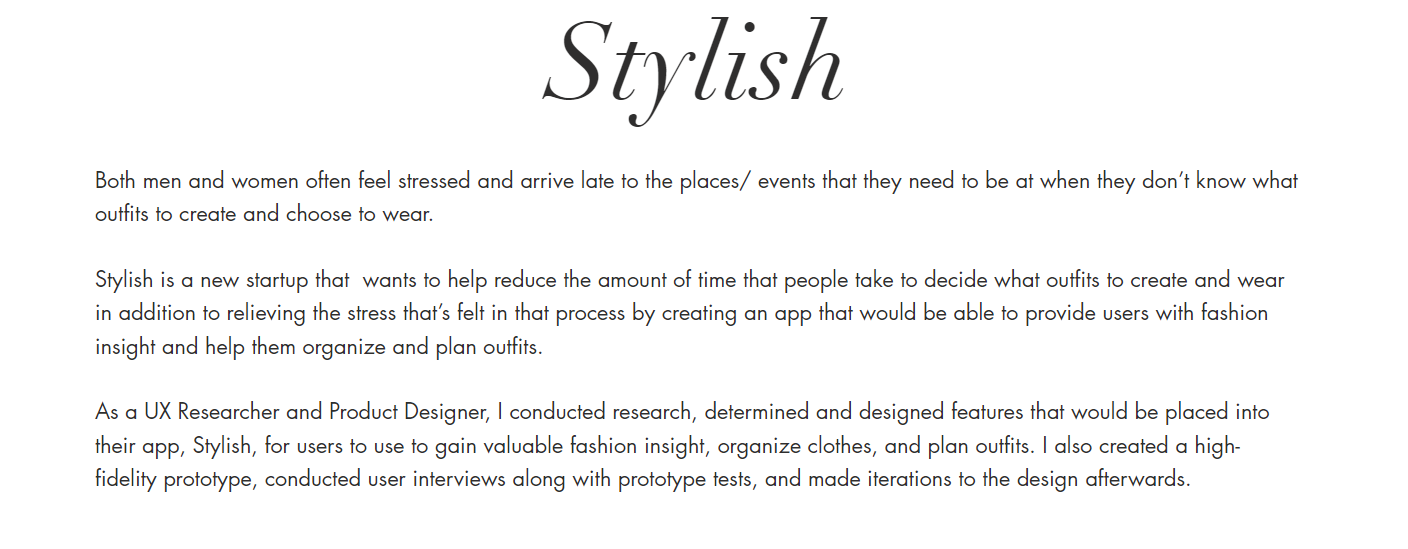 Stylish
Both men and women often feel stressed and arrive late to the places/ events that they need to be at when they don't know what
outfits to create and choose to wear.
Stylish is a new startup that  wants to help reduce the amount of time that people take to decide what outfits to create and wear
in addition to relieving the stress that's felt in that process by creating an app that would be able to provide users with fashion
insight and help them organize and plan outfits.
As a UX Researcher and Product Designer, I conducted research, determined and designed features that would be placed into
their app, Stylish, for users to use to gain valuable fashion insight, organize clothes, and plan outfits. I also created a high-
fidelity prototype, conducted user interviews along with prototype tests, and made iterations to the design afterwards.